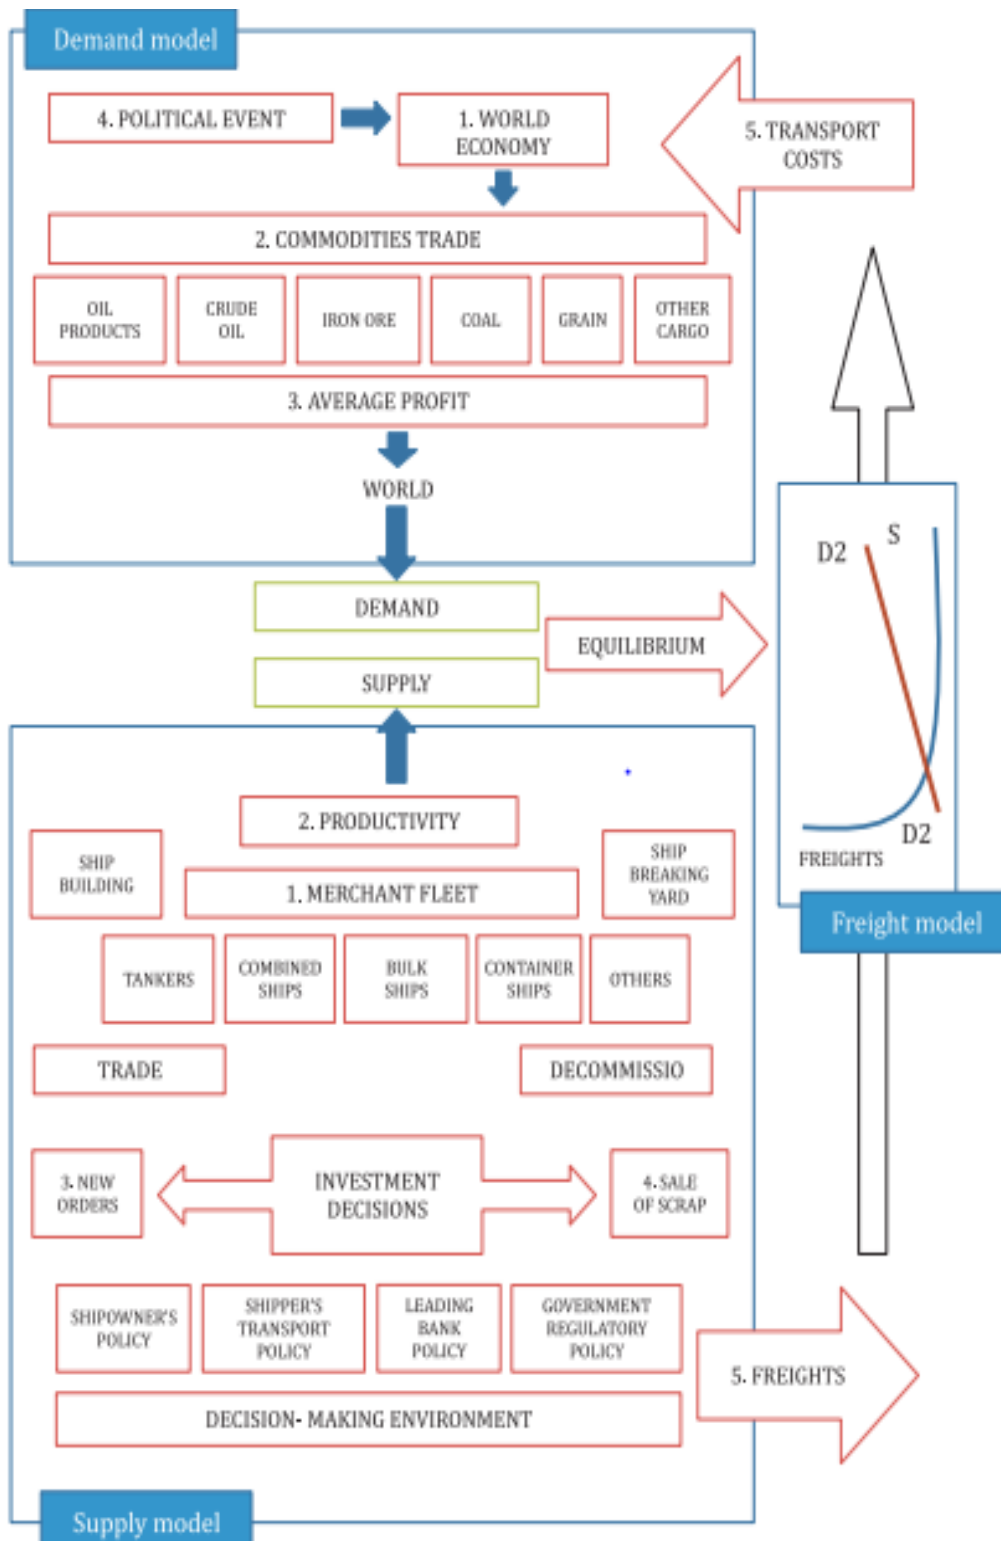 Demand model
4. POLITICAL EVENT
1. WORLD
ECONOMY
5. TRANSPORT
COSTS
2. COMMODITIES TRADE
OIL
PRODUCTS
CRUDE
OIL
IRON ORE
COAL
GRAIN
OTHER
CARGO
3. AVERAGE PROFIT
WORLD
DEMAND
EQUILIBRIUM
SUPPLY
D2
S
D2
FREIGHTS
Freight model
2. PRODUCTIVITY
SHIP
BUILDING
SHIP
BREAKING
YARD
1. MERCHANT FLEET
TANKERS
COMBINED
SHIPS
BULK
SHIPS
CONTAINER
SHIPS
OTHERS
TRADE
DECOMMISSIO
3. NEW
ORDERS
INVESTMENT
DECISIONS
4. SALE
OF SCRAP
SHIPOWNER'S
POLICY
SHIPPER'S
TRANSPORT
POLICY
LEADING
BANK
POLICY
GOVERNMENT
REGULATORY
POLICY
5. FREIGHTS
DECISION- MAKING ENVIRONMENT
Supply model